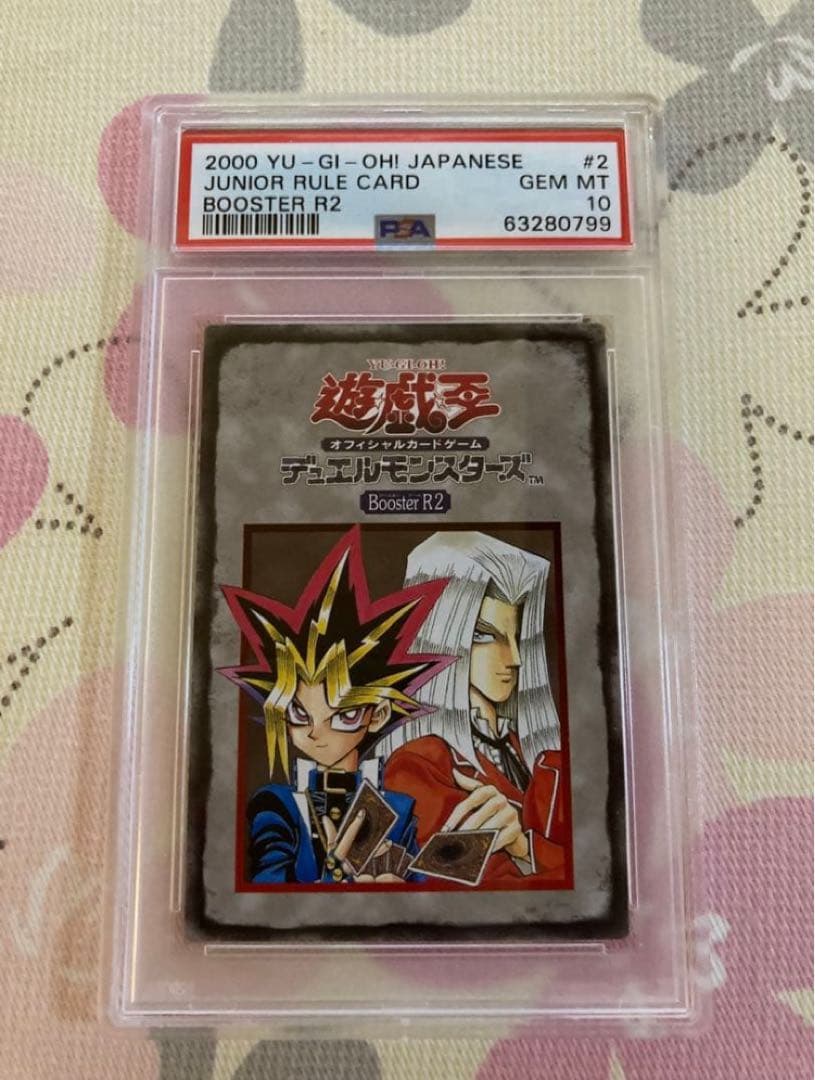 2000 YU-GI-OH! JAPANESE #2
JUNIOR RULE CARD GEM MT
BOOSTER R2 10
PSA 63280799
YU-GI-OH!
遊☆戯☆王
オフィシャルカードゲーム
デュエルモンスターズ™
Booster R2